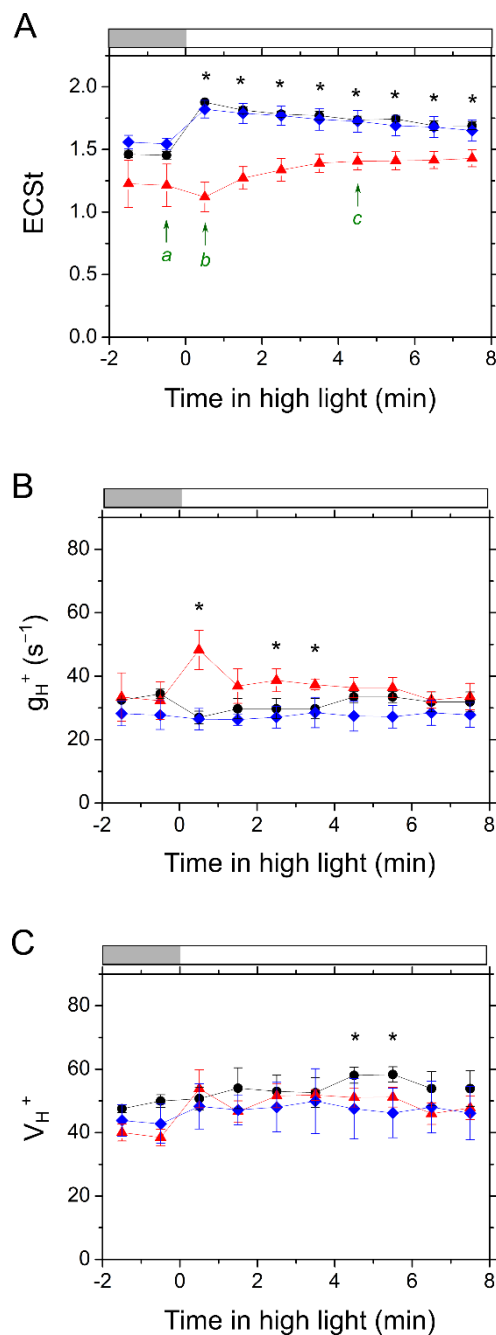 A
* * * * * * * *
2.0
1.5
1.0
0.5
0.0
ECSt
a b c
-2 0 2 4 6 8
Time in high light (min)
B
80
60
40
20
0
gH+ (s−1)
* * *
-2 0 2 4 6 8
Time in high light (min)
C
80
60
40
20
0
VH+
* *
-2 0 2 4 6 8
Time in high light (min)